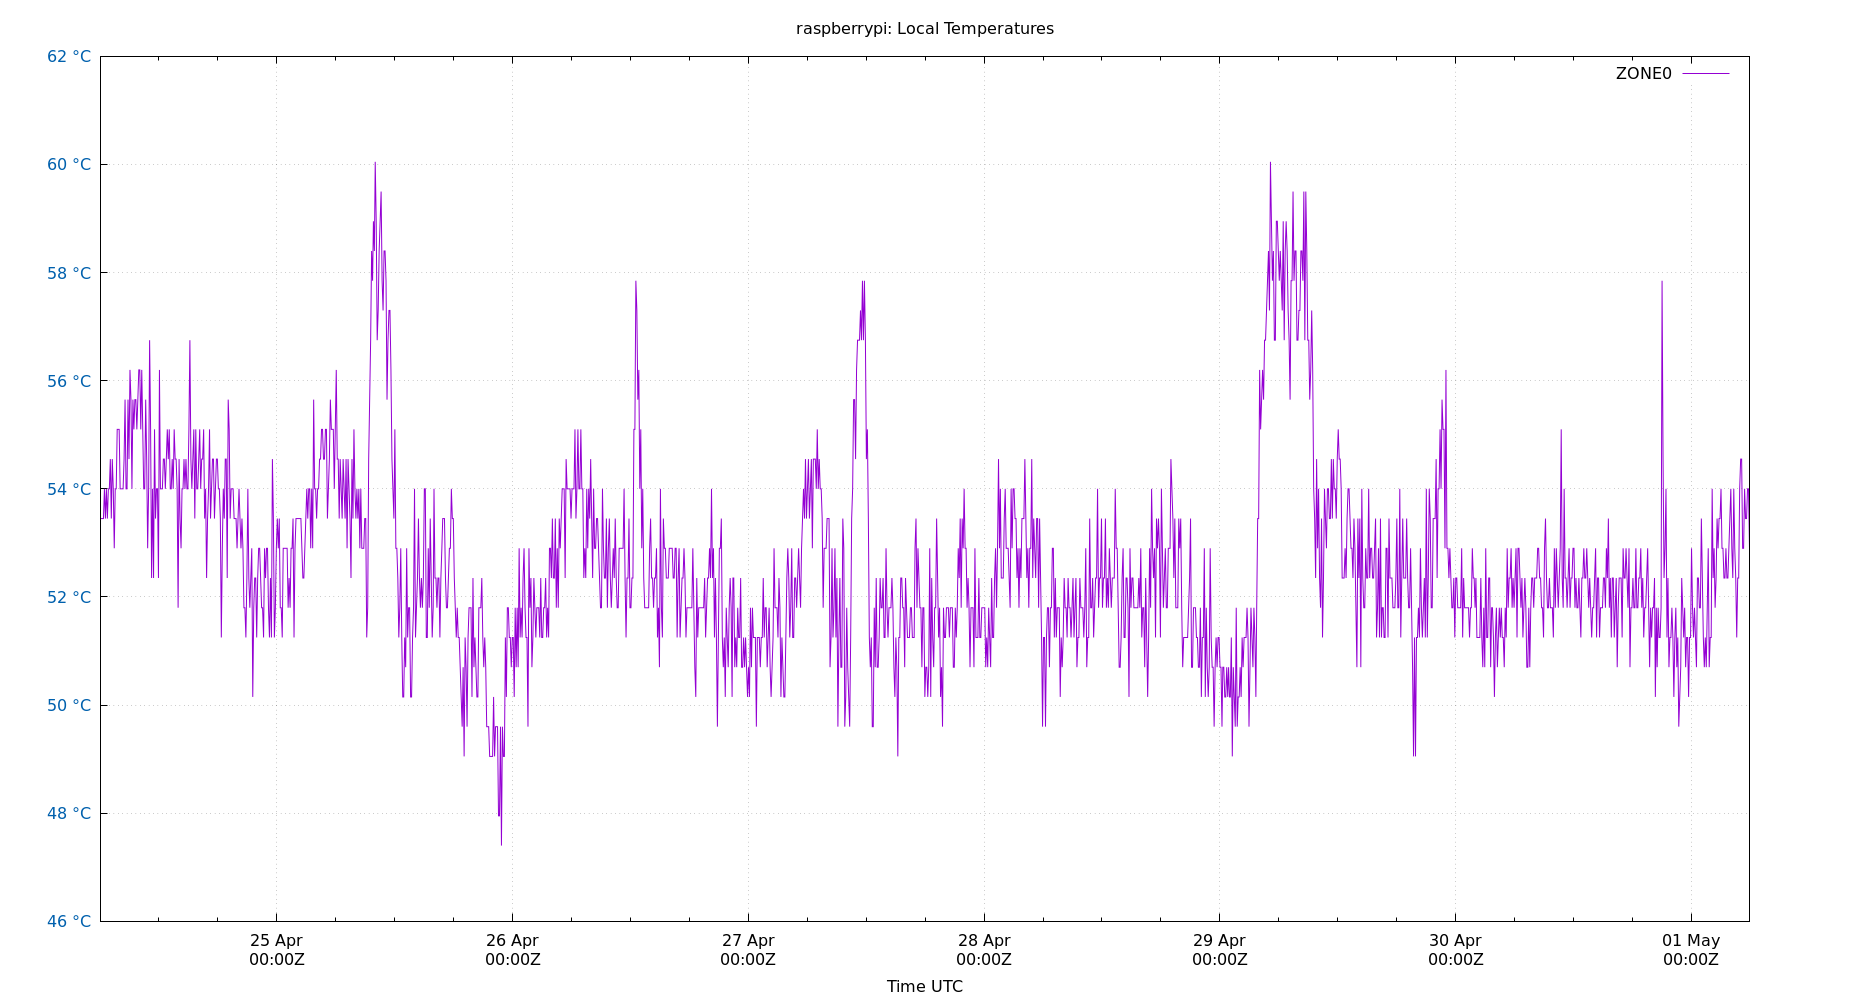 raspberrypi: Local Temperatures
62 °C
ZONE0
60 °C
58 °C
56 °C
54 °C
52 °C
50 °C
48 °C
46 °C
25 Apr 26 Apr 27 Apr 28 Apr 29 Apr 30 Apr 01 May
00:00Z 00:00Z 00:00Z 00:00Z 00:00Z 00:00Z 00:00Z
Time UTC